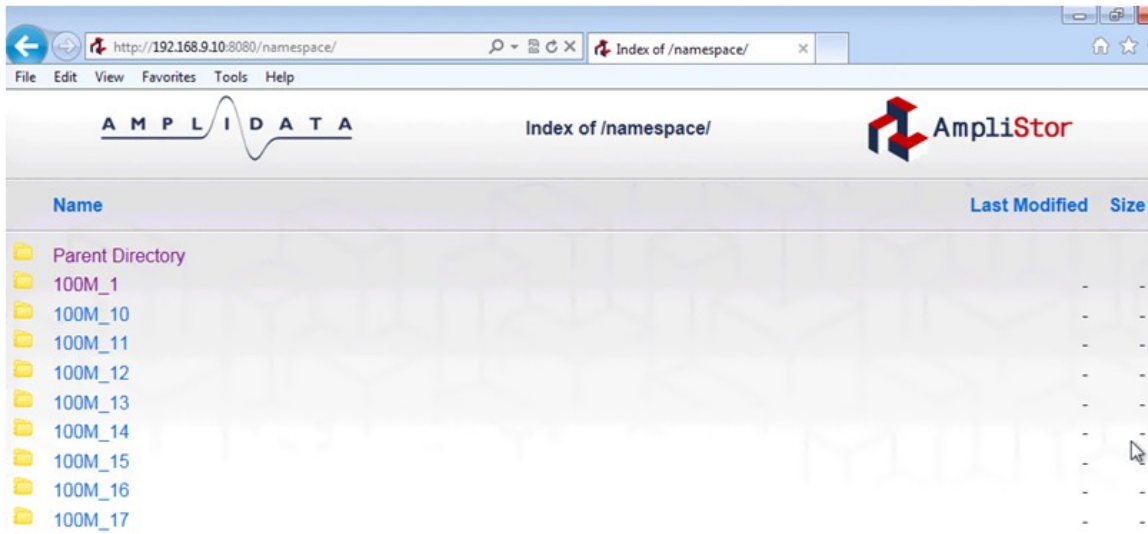 http://192.168.9.10:8080/namespace/ Index of /namespace/
File Edit View Favorites Tools Help
AMPLIDATA Index of /namespace/ AmpliStor
Name Last Modified Size
Parent Directory
100M_1 - -
100M_10 - -
100M_11 - -
100M_12 - -
100M_13 - -
100M_14 - -
100M_15 - -
100M_16 - -
100M_17 - -